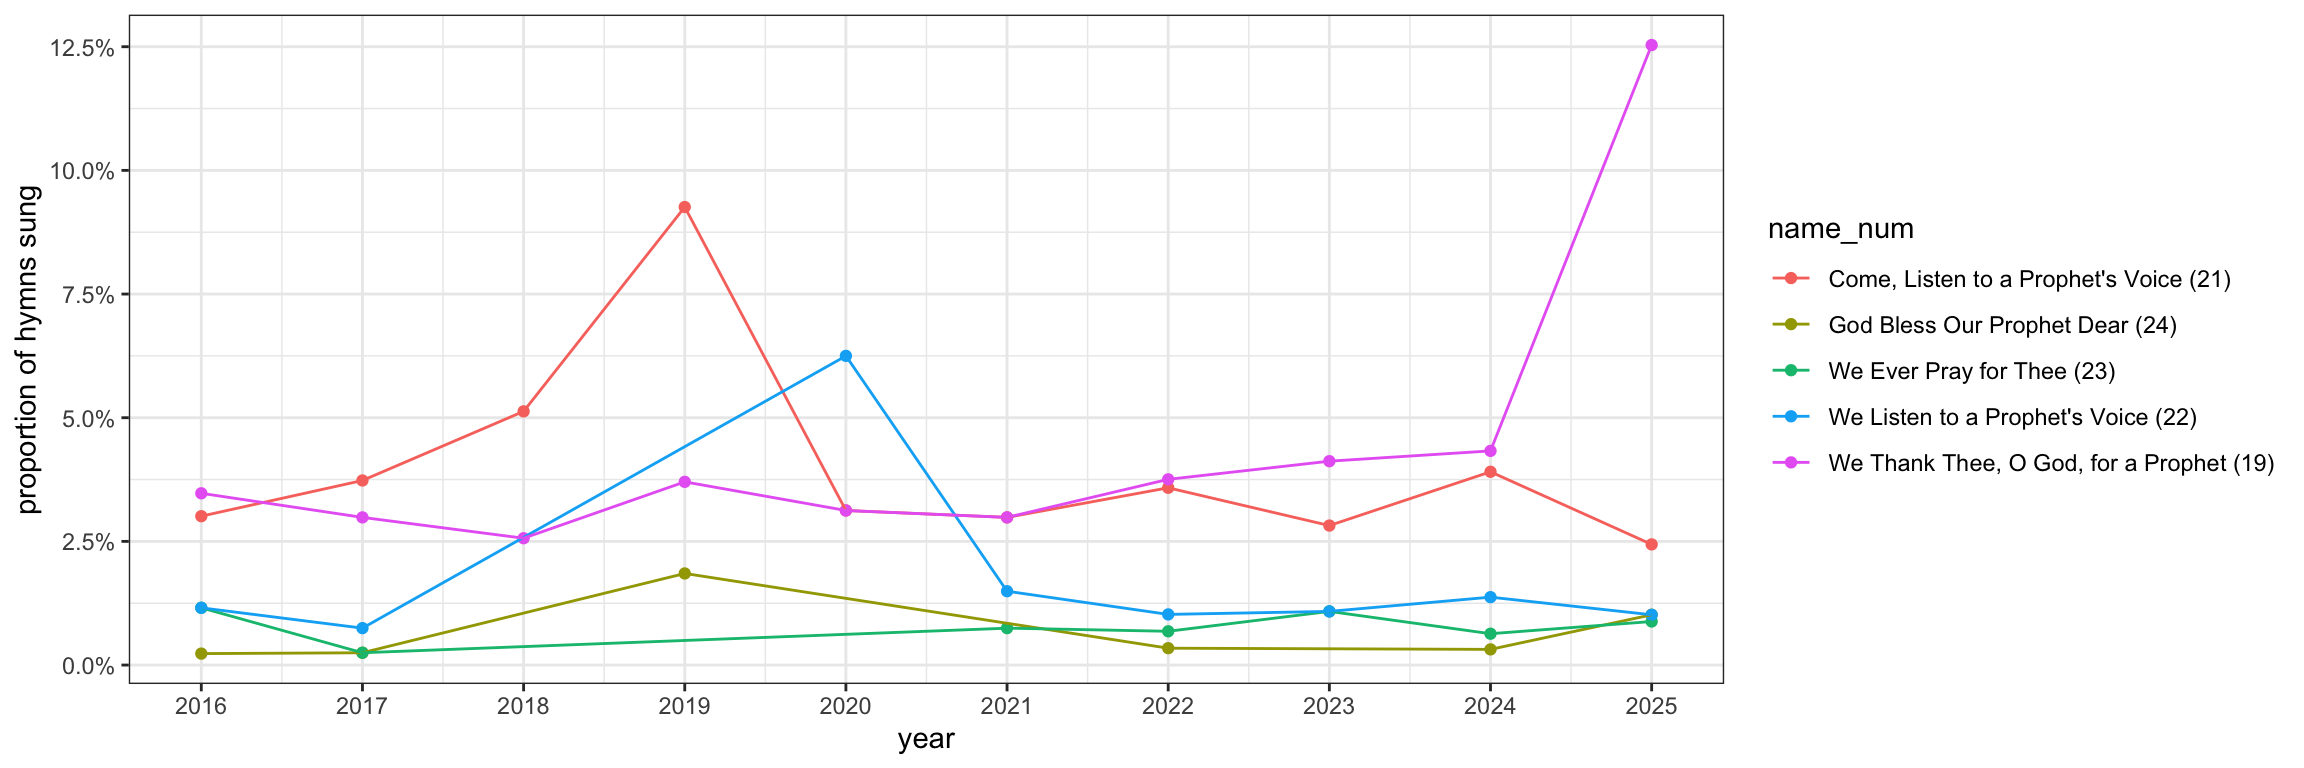 12.5%
10.0%
7.5%
5.0%
2.5%
0.0%
proportion of hymns sung
2016 2017 2018 2019 2020 2021 2022 2023 2024 2025
year
name_num
Come, Listen to a Prophet's Voice (21)
God Bless Our Prophet Dear (24)
We Ever Pray for Thee (23)
We Listen to a Prophet's Voice (22)
We Thank Thee, O God, for a Prophet (19)